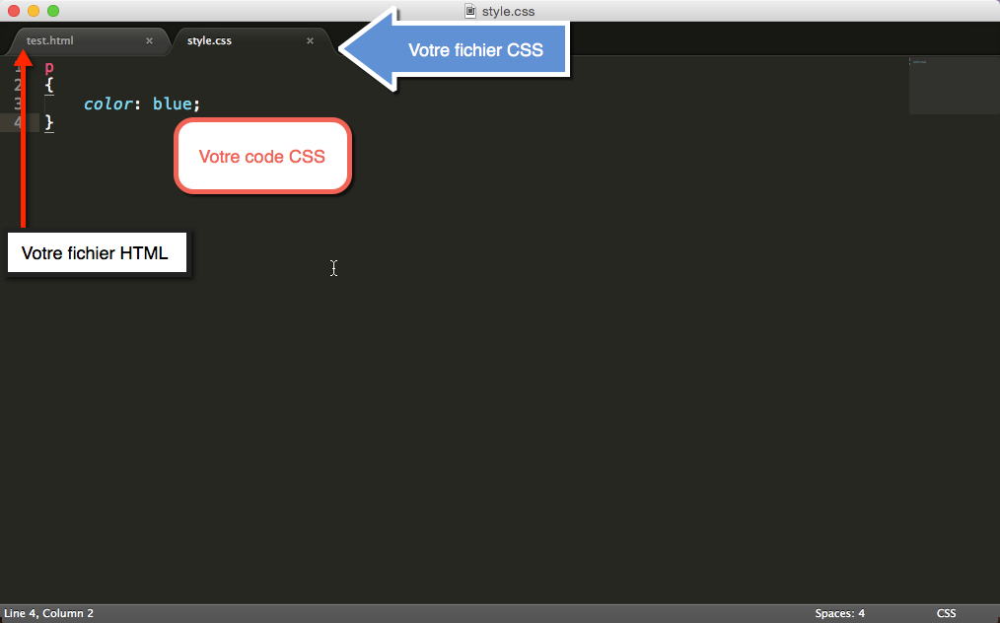 style.css
test.html × style.css ×
Votre fichier CSS
1 p
2 {
3 color: blue;
4 }
Votre code CSS
Votre fichier HTML
Line 4, Column 2 Spaces: 4 CSS